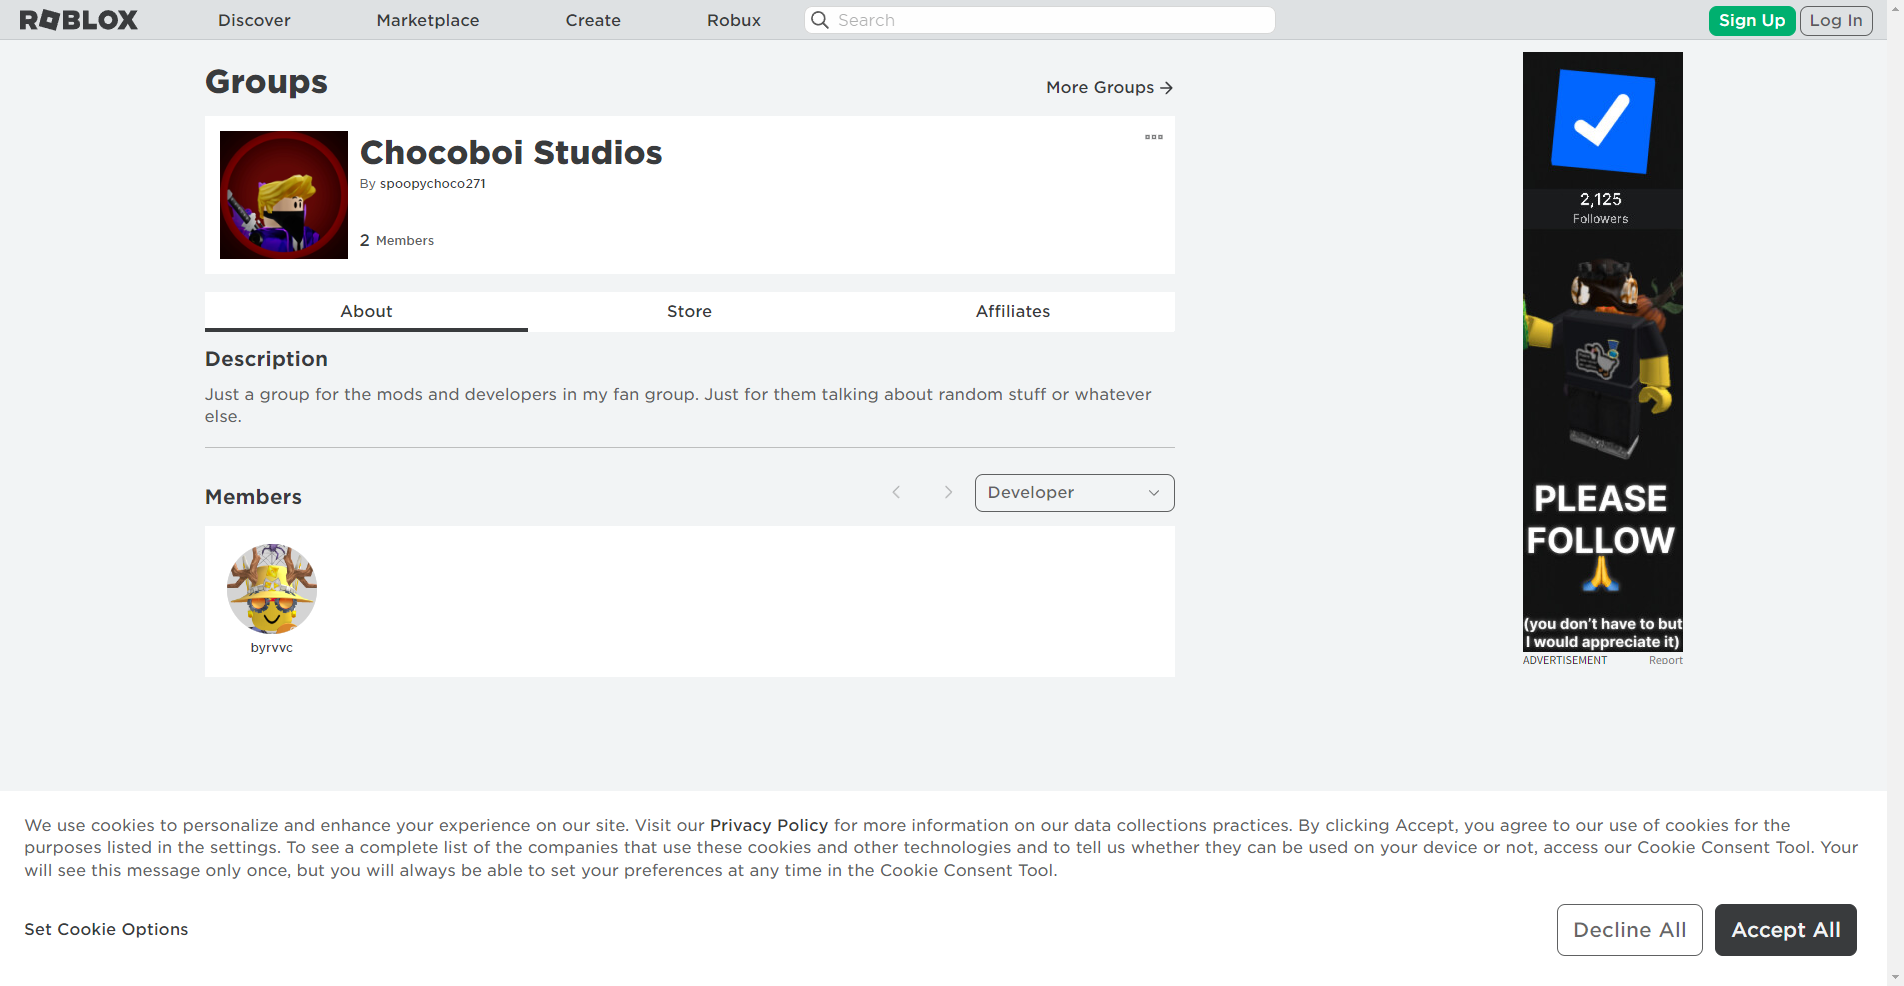 ROBLOX
Discover
Marketplace
Create
Robux
Search
Sign Up
Log In
Groups
More Groups
Chocoboi Studios
By spoopychoco271
2 Members
About
Store
Affiliates
Description
Just a group for the mods and developers in my fan group. Just for them talking about random stuff or whatever
else.
Members
Developer
byrvvc
2,125
Followers
PLEASE
FOLLOW
(you don't have to but
I would appreciate it)
ADVERTISEMENT
Report
We use cookies to personalize and enhance your experience on our site. Visit our Privacy Policy for more information on our data collections practices. By clicking Accept, you agree to our use of cookies for the
purposes listed in the settings. To see a complete list of the companies that use these cookies and other technologies and to tell us whether they can be used on your device or not, access our Cookie Consent Tool. Your
will see this message only once, but you will always be able to set your preferences at any time in the Cookie Consent Tool.
Set Cookie Options
Decline All
Accept All